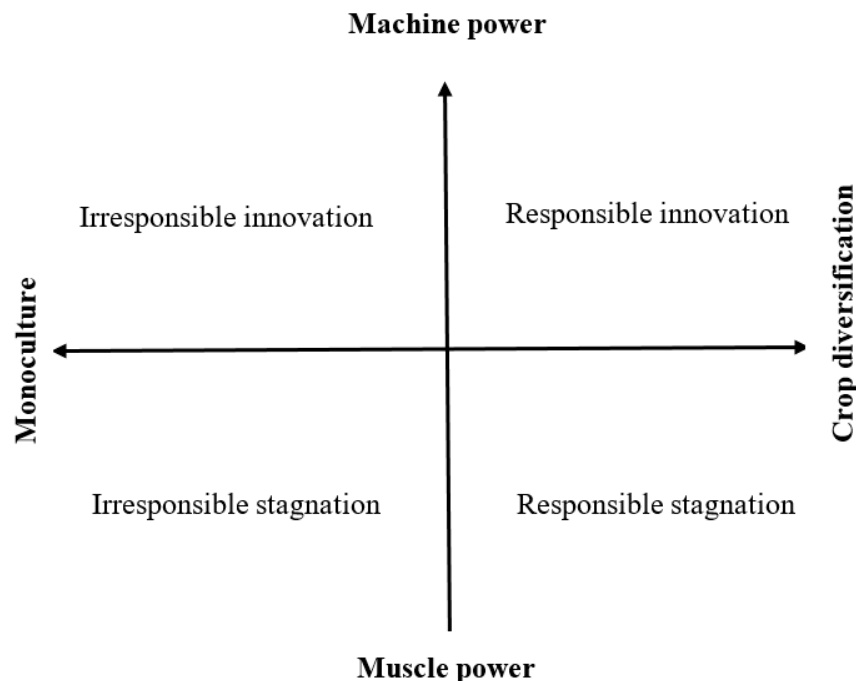 Machine power
Irresponsible innovation
Responsible innovation
Monoculture
Crop diversification
Irresponsible stagnation
Responsible stagnation
Muscle power